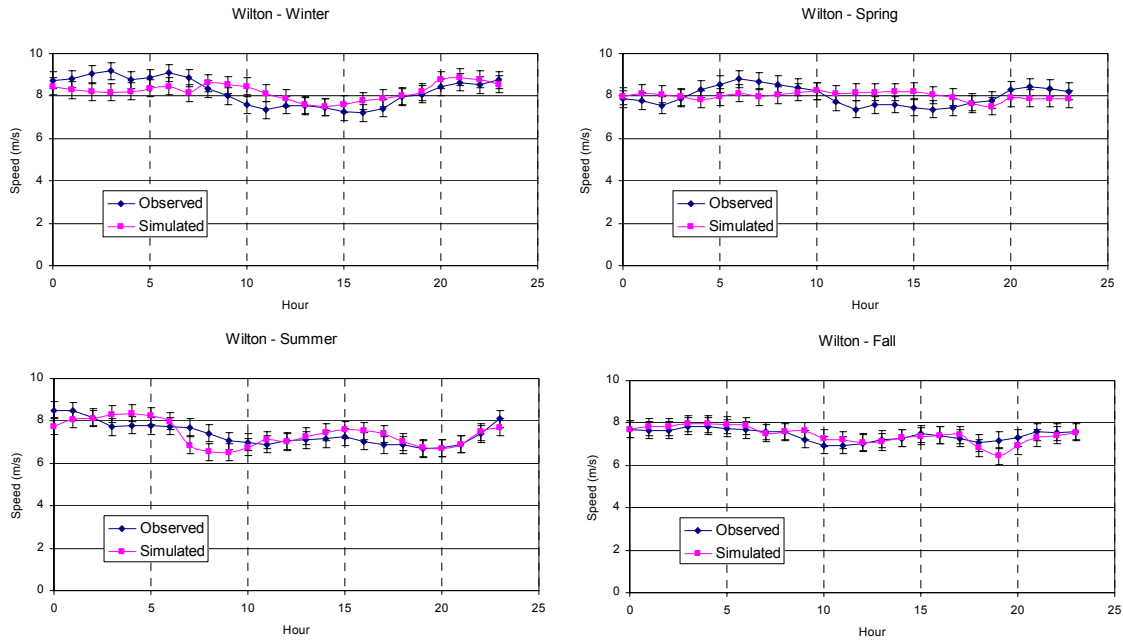 Wilton - Winter
10
8
6
4
2
0
Speed (m/s)
Observed
Simulated
0 5 10 15 20 25
Hour
Wilton - Spring
10
8
6
4
2
0
Speed (m/s)
Observed
Simulated
0 5 10 15 20 25
Hour
Wilton - Summer
10
8
6
4
2
0
Speed (m/s)
Observed
Simulated
0 5 10 15 20 25
Hour
Wilton - Fall
10
8
6
4
2
0
Speed (m/s)
Observed
Simulated
0 5 10 15 20 25
Hour